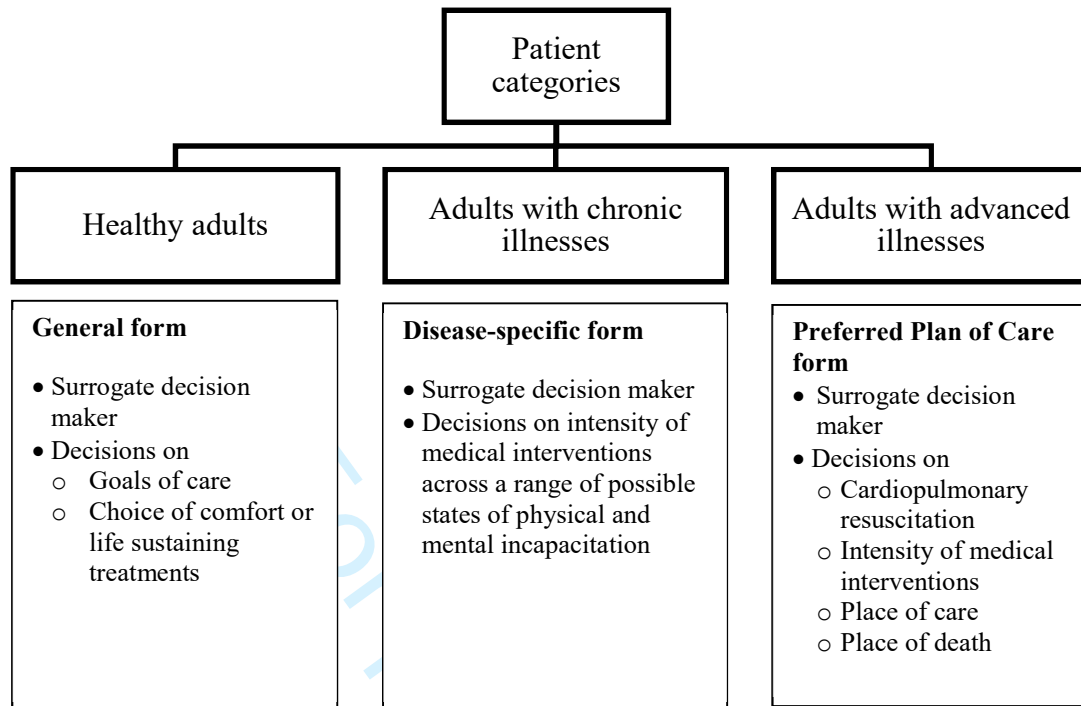 Patient
categories
Healthy adults
Adults with chronic
illnesses
Adults with advanced
illnesses
General form
• Surrogate decision
maker
• Decisions on
o Goals of care
o Choice of comfort or
life sustaining
treatments
Disease-specific form
• Surrogate decision maker
• Decisions on intensity of
medical interventions
across a range of possible
states of physical and
mental incapacitation
Preferred Plan of Care
form
• Surrogate decision
maker
• Decisions on
o Cardiopulmonary
resuscitation
o Intensity of medical
interventions
o Place of care
o Place of death